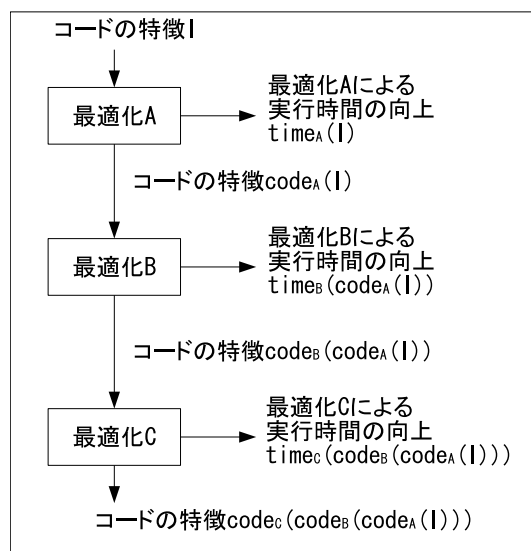 コードの特徴I
最適化A
最適化Aによる
実行時間の向上
timeA(I)
コードの特徴codeA(I)
最適化B
最適化Bによる
実行時間の向上
timeB(codeA(I))
コードの特徴codeB(codeA(I))
最適化C
最適化Cによる
実行時間の向上
timeC(codeB(codeA(I)))
コードの特徴codeC(codeB(codeA(I)))